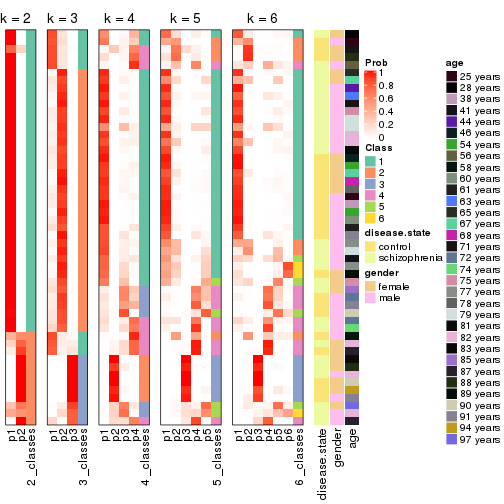 k = 2
k = 3
k = 4
k = 5
k = 6
p1
p2
2_classes
p1
p2
p3
3_classes
p1
p2
p3
p4
4_classes
p1
p2
p3
p4
p5
5_classes
p1
p2
p3
p4
p5
p6
6_classes
disease.state
gender
age
Prob
1
0.8
0.6
0.4
0.2
0
Class
1
2
3
4
5
6
disease.state
control
schizophrenia
gender
female
male
age
25 years
28 years
38 years
41 years
44 years
46 years
54 years
56 years
58 years
60 years
61 years
63 years
65 years
67 years
68 years
71 years
72 years
74 years
75 years
77 years
78 years
79 years
81 years
82 years
83 years
85 years
87 years
88 years
89 years
90 years
91 years
94 years
97 years